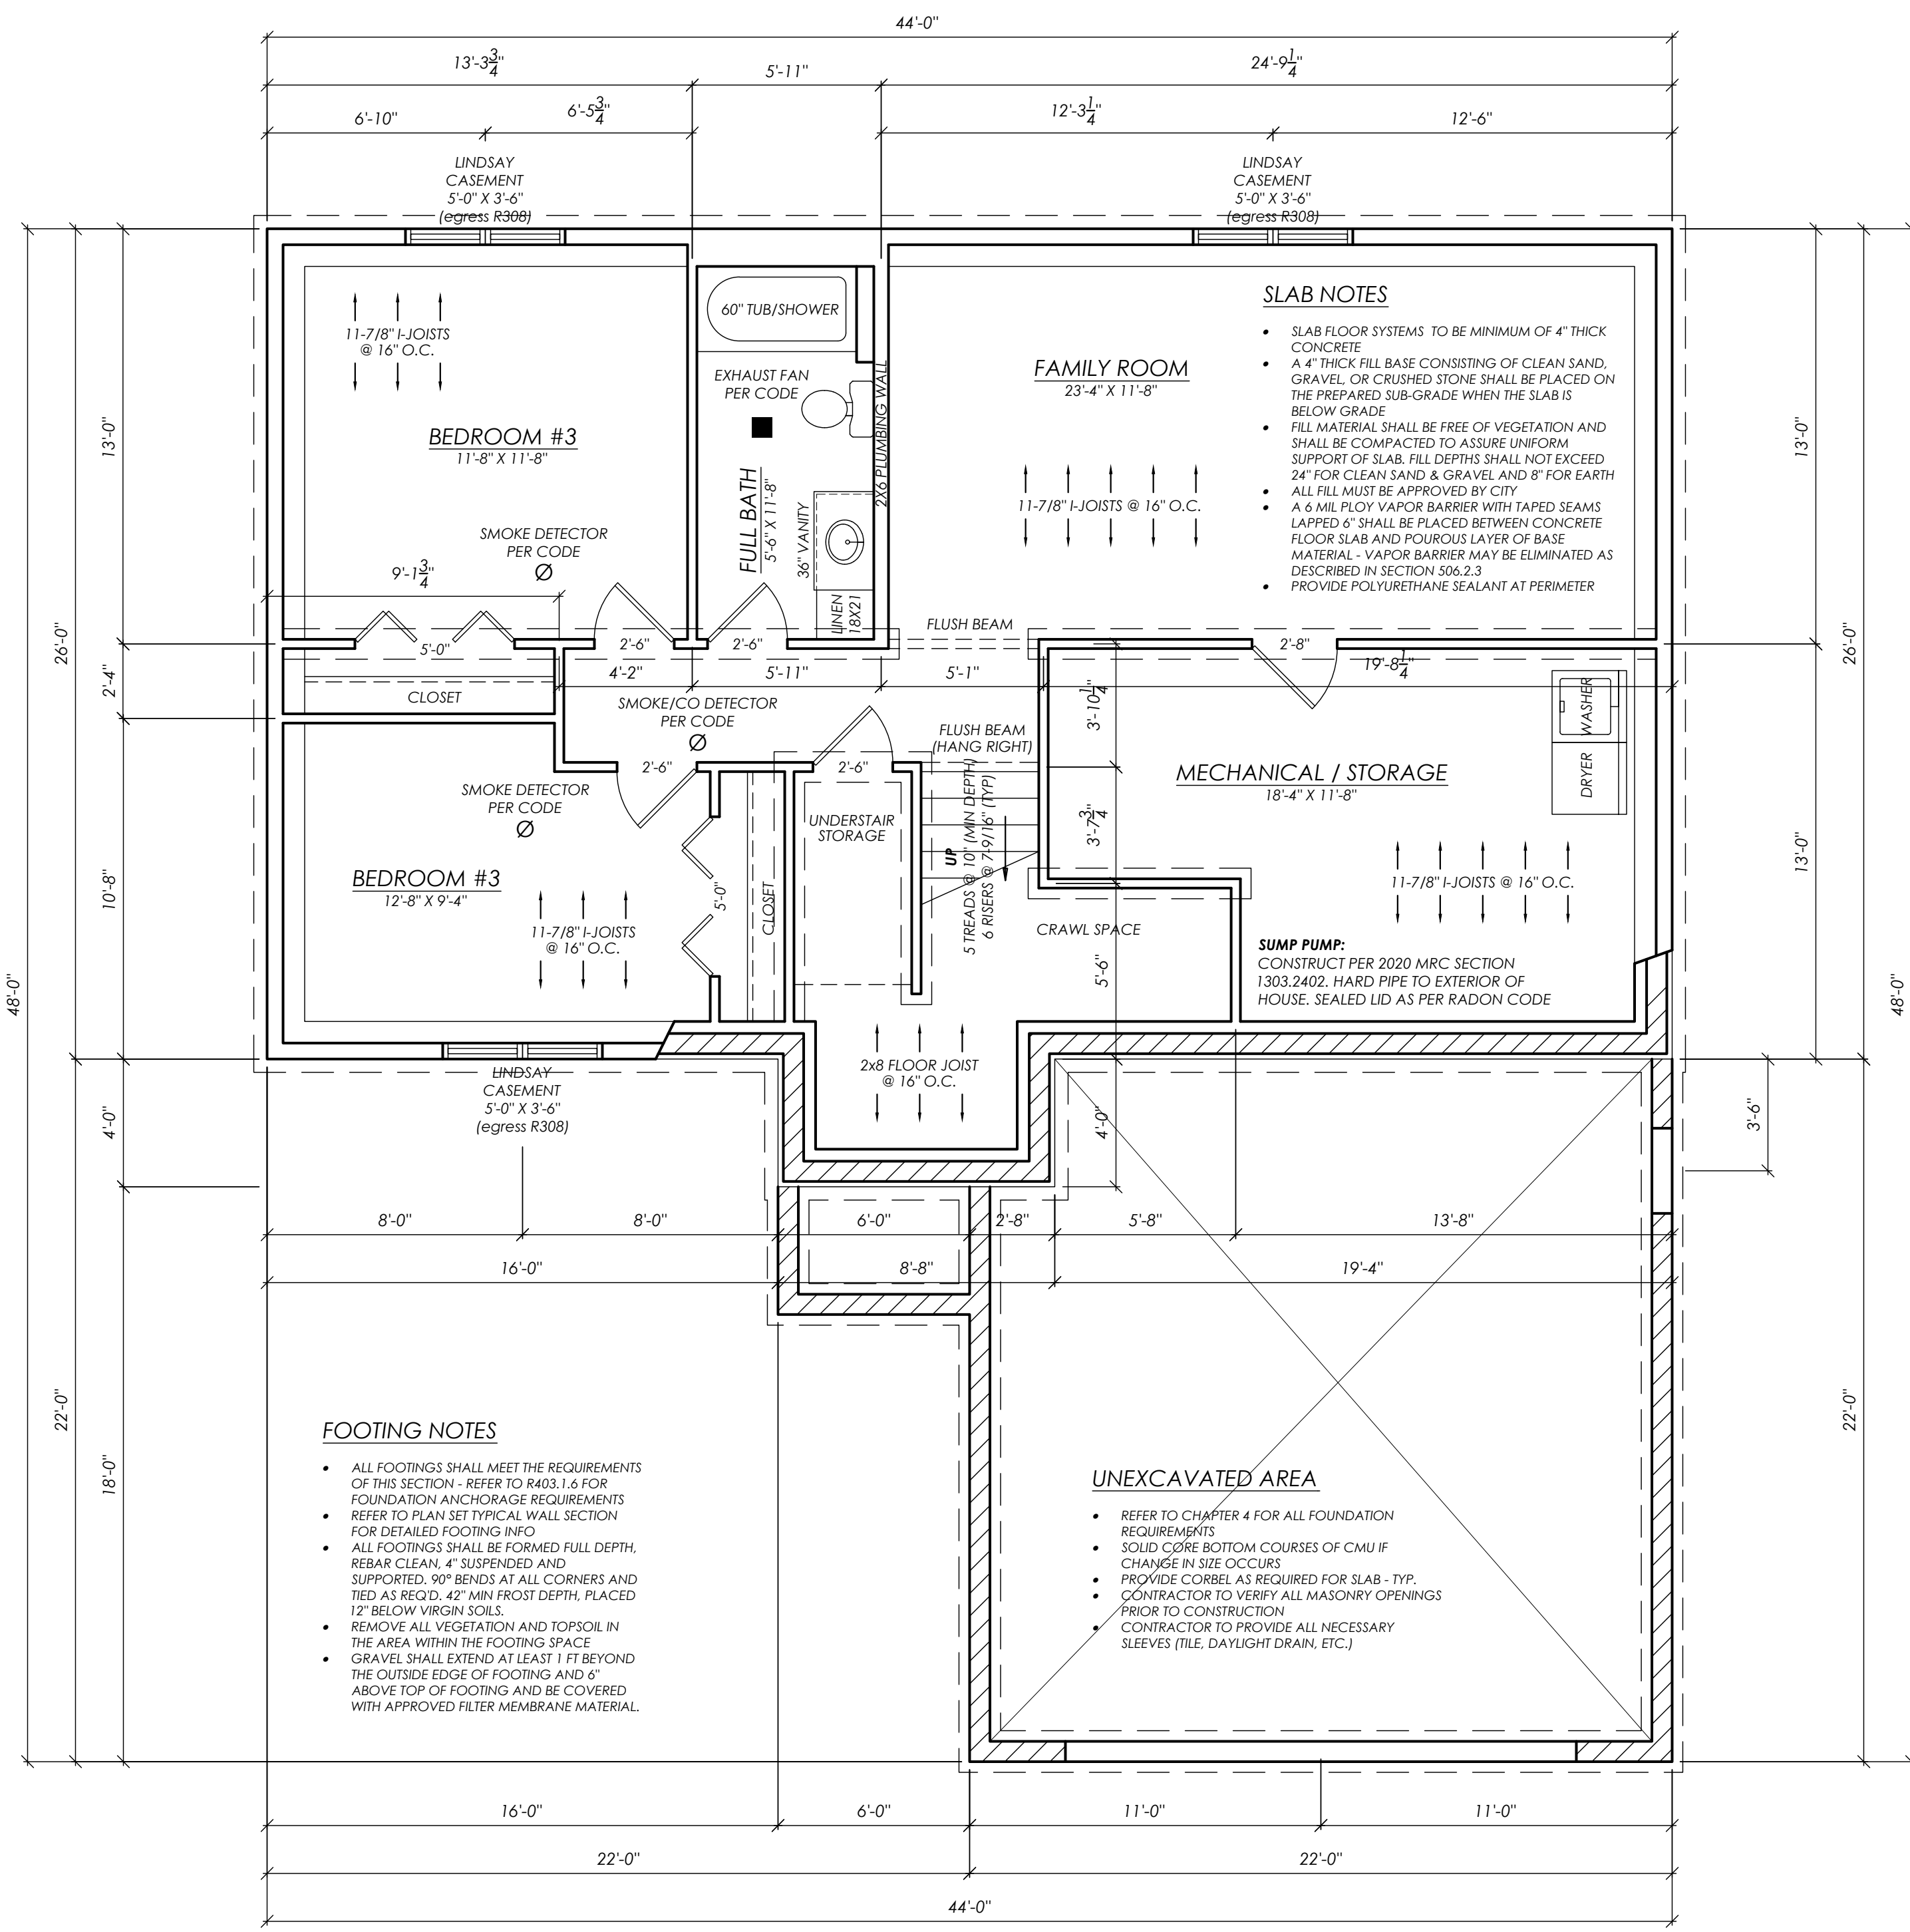 44'-0"
13'-3 3/4"
5'-11"
24'-9 1/4"
6'-10"
6'-5 3/4"
12'-3 1/4"
12'-6"
LINDSAY
CASEMENT
5'-0" X 3'-6"
(egress R308)
LINDSAY
CASEMENT
5'-0" X 3'-6"
(egress R308)
48'-0"
26'-0"
22'-0"
13'-0"
2'-4"
10'-8"
4'-0"
18'-0"
11-7/8" I-JOISTS
@ 16" O.C.
BEDROOM #3
11'-8" X 11'-8"
SMOKE DETECTOR
PER CODE
9'-1 3/4"
5'-0"
2'-6"
CLOSET
60" TUB/SHOWER
EXHAUST FAN
PER CODE
2X6 PLUMBING WALL
FULL BATH
5'-6" X 11'-8"
36" VANITY
LINEN
18X21
2'-6"
FAMILY ROOM
23'-4" X 11'-8"
11-7/8" I-JOISTS @ 16" O.C.
FLUSH BEAM
SLAB NOTES
• SLAB FLOOR SYSTEMS TO BE MINIMUM OF 4" THICK
CONCRETE
• A 4" THICK FILL BASE CONSISTING OF CLEAN SAND,
GRAVEL, OR CRUSHED STONE SHALL BE PLACED ON
THE PREPARED SUB-GRADE WHEN THE SLAB IS
BELOW GRADE
• FILL MATERIAL SHALL BE FREE OF VEGETATION AND
SHALL BE COMPACTED TO ASSURE UNIFORM
SUPPORT OF SLAB. FILL DEPTHS SHALL NOT EXCEED
24" FOR CLEAN SAND & GRAVEL AND 8" FOR EARTH
• ALL FILL MUST BE APPROVED BY CITY
• A 6 MIL PLOY VAPOR BARRIER WITH TAPED SEAMS
LAPPED 6" SHALL BE PLACED BETWEEN CONCRETE
FLOOR SLAB AND POUROUS LAYER OF BASE
MATERIAL - VAPOR BARRIER MAY BE ELIMINATED AS
DESCRIBED IN SECTION 506.2.3
• PROVIDE POLYURETHANE SEALANT AT PERIMETER
2'-8"
4'-2"
5'-11"
5'-1"
19'-8 1/4"
SMOKE/CO DETECTOR
PER CODE
2'-6"
2'-6"
FLUSH BEAM
(HANG RIGHT)
3'-10 1/4"
3'-7 3/4"
5'-6"
4'-0"
SMOKE DETECTOR
PER CODE
BEDROOM #3
12'-8" X 9'-4"
11-7/8" I-JOISTS
@ 16" O.C.
5'-0"
CLOSET
UNDERSTAIR
STORAGE
UP
5 TREADS @ 10" (MIN DEPTH)
6 RISERS @ 7-9/16" (TYP)
CRAWL SPACE
MECHANICAL / STORAGE
18'-4" X 11'-8"
WASHER
DRYER
11-7/8" I-JOISTS @ 16" O.C.
SUMP PUMP:
CONSTRUCT PER 2020 MRC SECTION
1303.2402. HARD PIPE TO EXTERIOR OF
HOUSE. SEALED LID AS PER RADON CODE
13'-0"
13'-0"
26'-0"
48'-0"
3'-6"
22'-0"
2x8 FLOOR JOIST
@ 16" O.C.
LINDSAY
CASEMENT
5'-0" X 3'-6"
(egress R308)
8'-0"
8'-0"
6'-0"
2'-8"
5'-8"
13'-8"
16'-0"
8'-8"
19'-4"
FOOTING NOTES
• ALL FOOTINGS SHALL MEET THE REQUIREMENTS
OF THIS SECTION - REFER TO R403.1.6 FOR
FOUNDATION ANCHORAGE REQUIREMENTS
• REFER TO PLAN SET TYPICAL WALL SECTION
FOR DETAILED FOOTING INFO
• ALL FOOTINGS SHALL BE FORMED FULL DEPTH,
REBAR CLEAN, 4" SUSPENDED AND
SUPPORTED. 90° BENDS AT ALL CORNERS AND
TIED AS REQ'D. 42" MIN FROST DEPTH, PLACED
12" BELOW VIRGIN SOILS.
• REMOVE ALL VEGETATION AND TOPSOIL IN
THE AREA WITHIN THE FOOTING SPACE
• GRAVEL SHALL EXTEND AT LEAST 1 FT BEYOND
THE OUTSIDE EDGE OF FOOTING AND 6"
ABOVE TOP OF FOOTING AND BE COVERED
WITH APPROVED FILTER MEMBRANE MATERIAL.
UNEXCAVATED AREA
• REFER TO CHAPTER 4 FOR ALL FOUNDATION
REQUIREMENTS
• SOLID CORE BOTTOM COURSES OF CMU IF
CHANGE IN SIZE OCCURS
• PROVIDE CORBEL AS REQUIRED FOR SLAB - TYP.
• CONTRACTOR TO VERIFY ALL MASONRY OPENINGS
PRIOR TO CONSTRUCTION
• CONTRACTOR TO PROVIDE ALL NECESSARY
SLEEVES (TILE, DAYLIGHT DRAIN, ETC.)
16'-0"
6'-0"
11'-0"
11'-0"
22'-0"
22'-0"
44'-0"